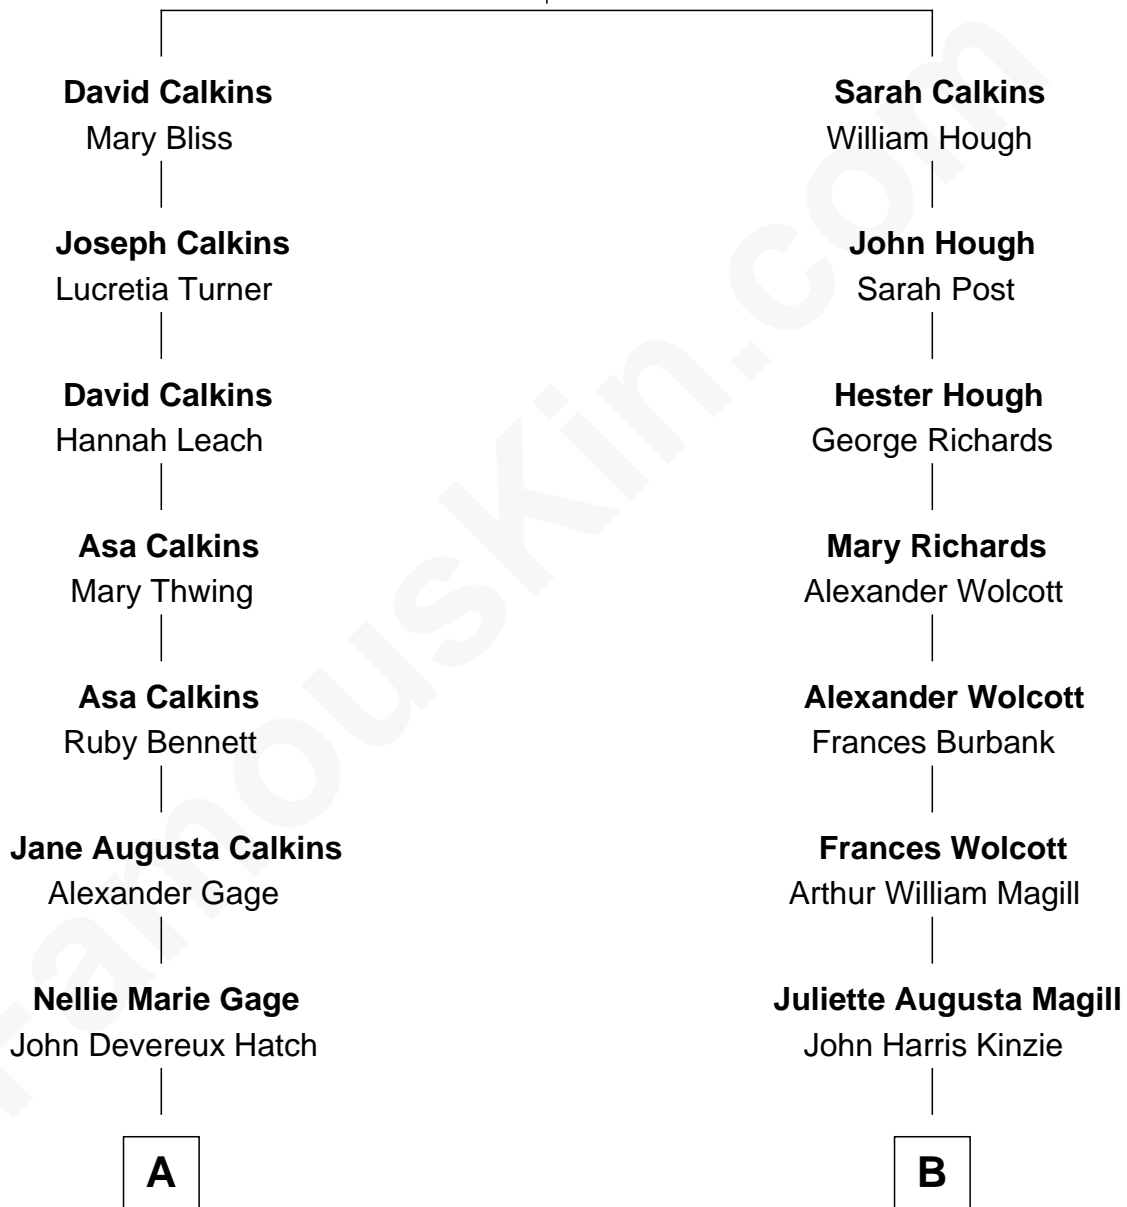 David Calkins
Mary Bliss
Sarah Calkins
William Hough
Joseph Calkins
Lucretia Turner
John Hough
Sarah Post
David Calkins
Hannah Leach
Hester Hough
George Richards
Asa Calkins
Mary Thwing
Mary Richards
Alexander Wolcott
Asa Calkins
Ruby Bennett
Alexander Wolcott
Frances Burbank
Jane Augusta Calkins
Alexander Gage
Frances Wolcott
Arthur William Magill
Nellie Marie Gage
John Devereux Hatch
Juliette Augusta Magill
John Harris Kinzie
A
B
FamousKin.com